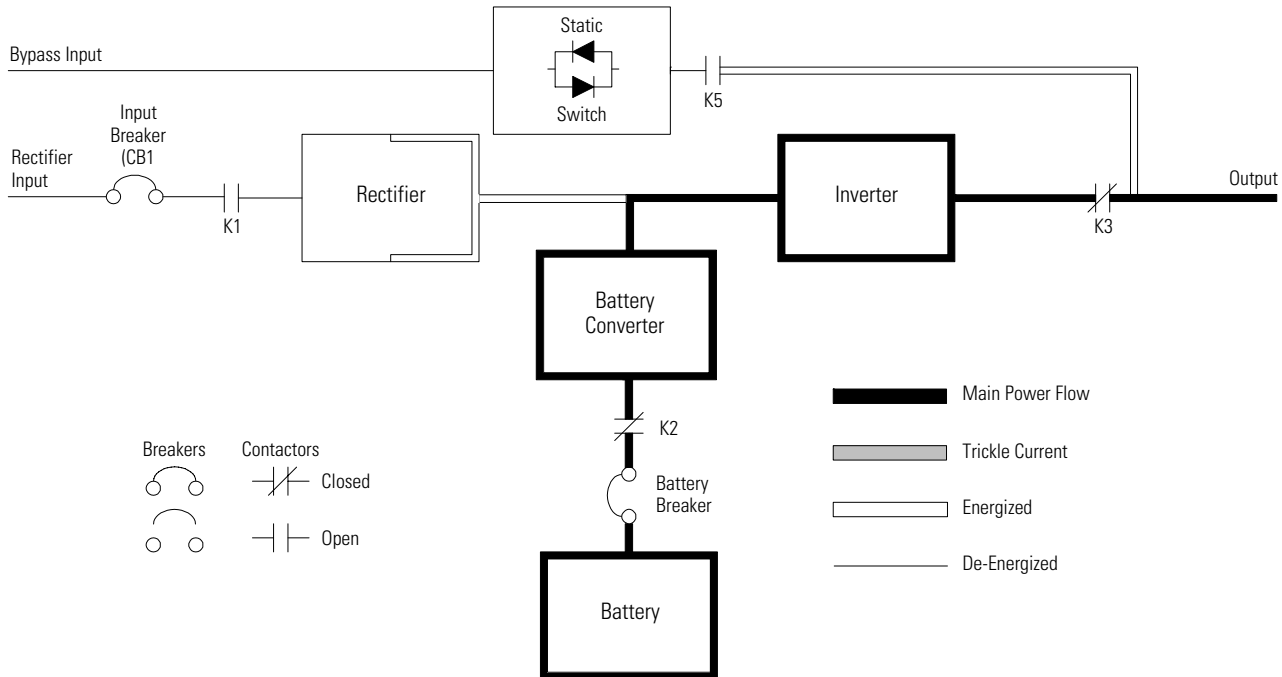 Static
Switch
Bypass Input
K5
Input
Breaker
(CB1
Rectifier
Input
K1
Rectifier
Inverter
K3
Output
Battery
Converter
K2
Battery
Breaker
Battery
Breakers
Contactors
Closed
Open
Main Power Flow
Trickle Current
Energized
De-Energized